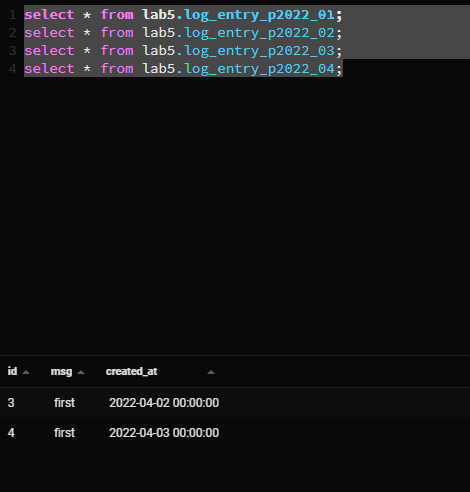 1 select * from lab5.log_entry_p2022_01;
2 select * from lab5.log_entry_p2022_02;
3 select * from lab5.log_entry_p2022_03;
4 select * from lab5.log_entry_p2022_04;
id msg created_at
3 first 2022-04-02 00:00:00
4 first 2022-04-03 00:00:00